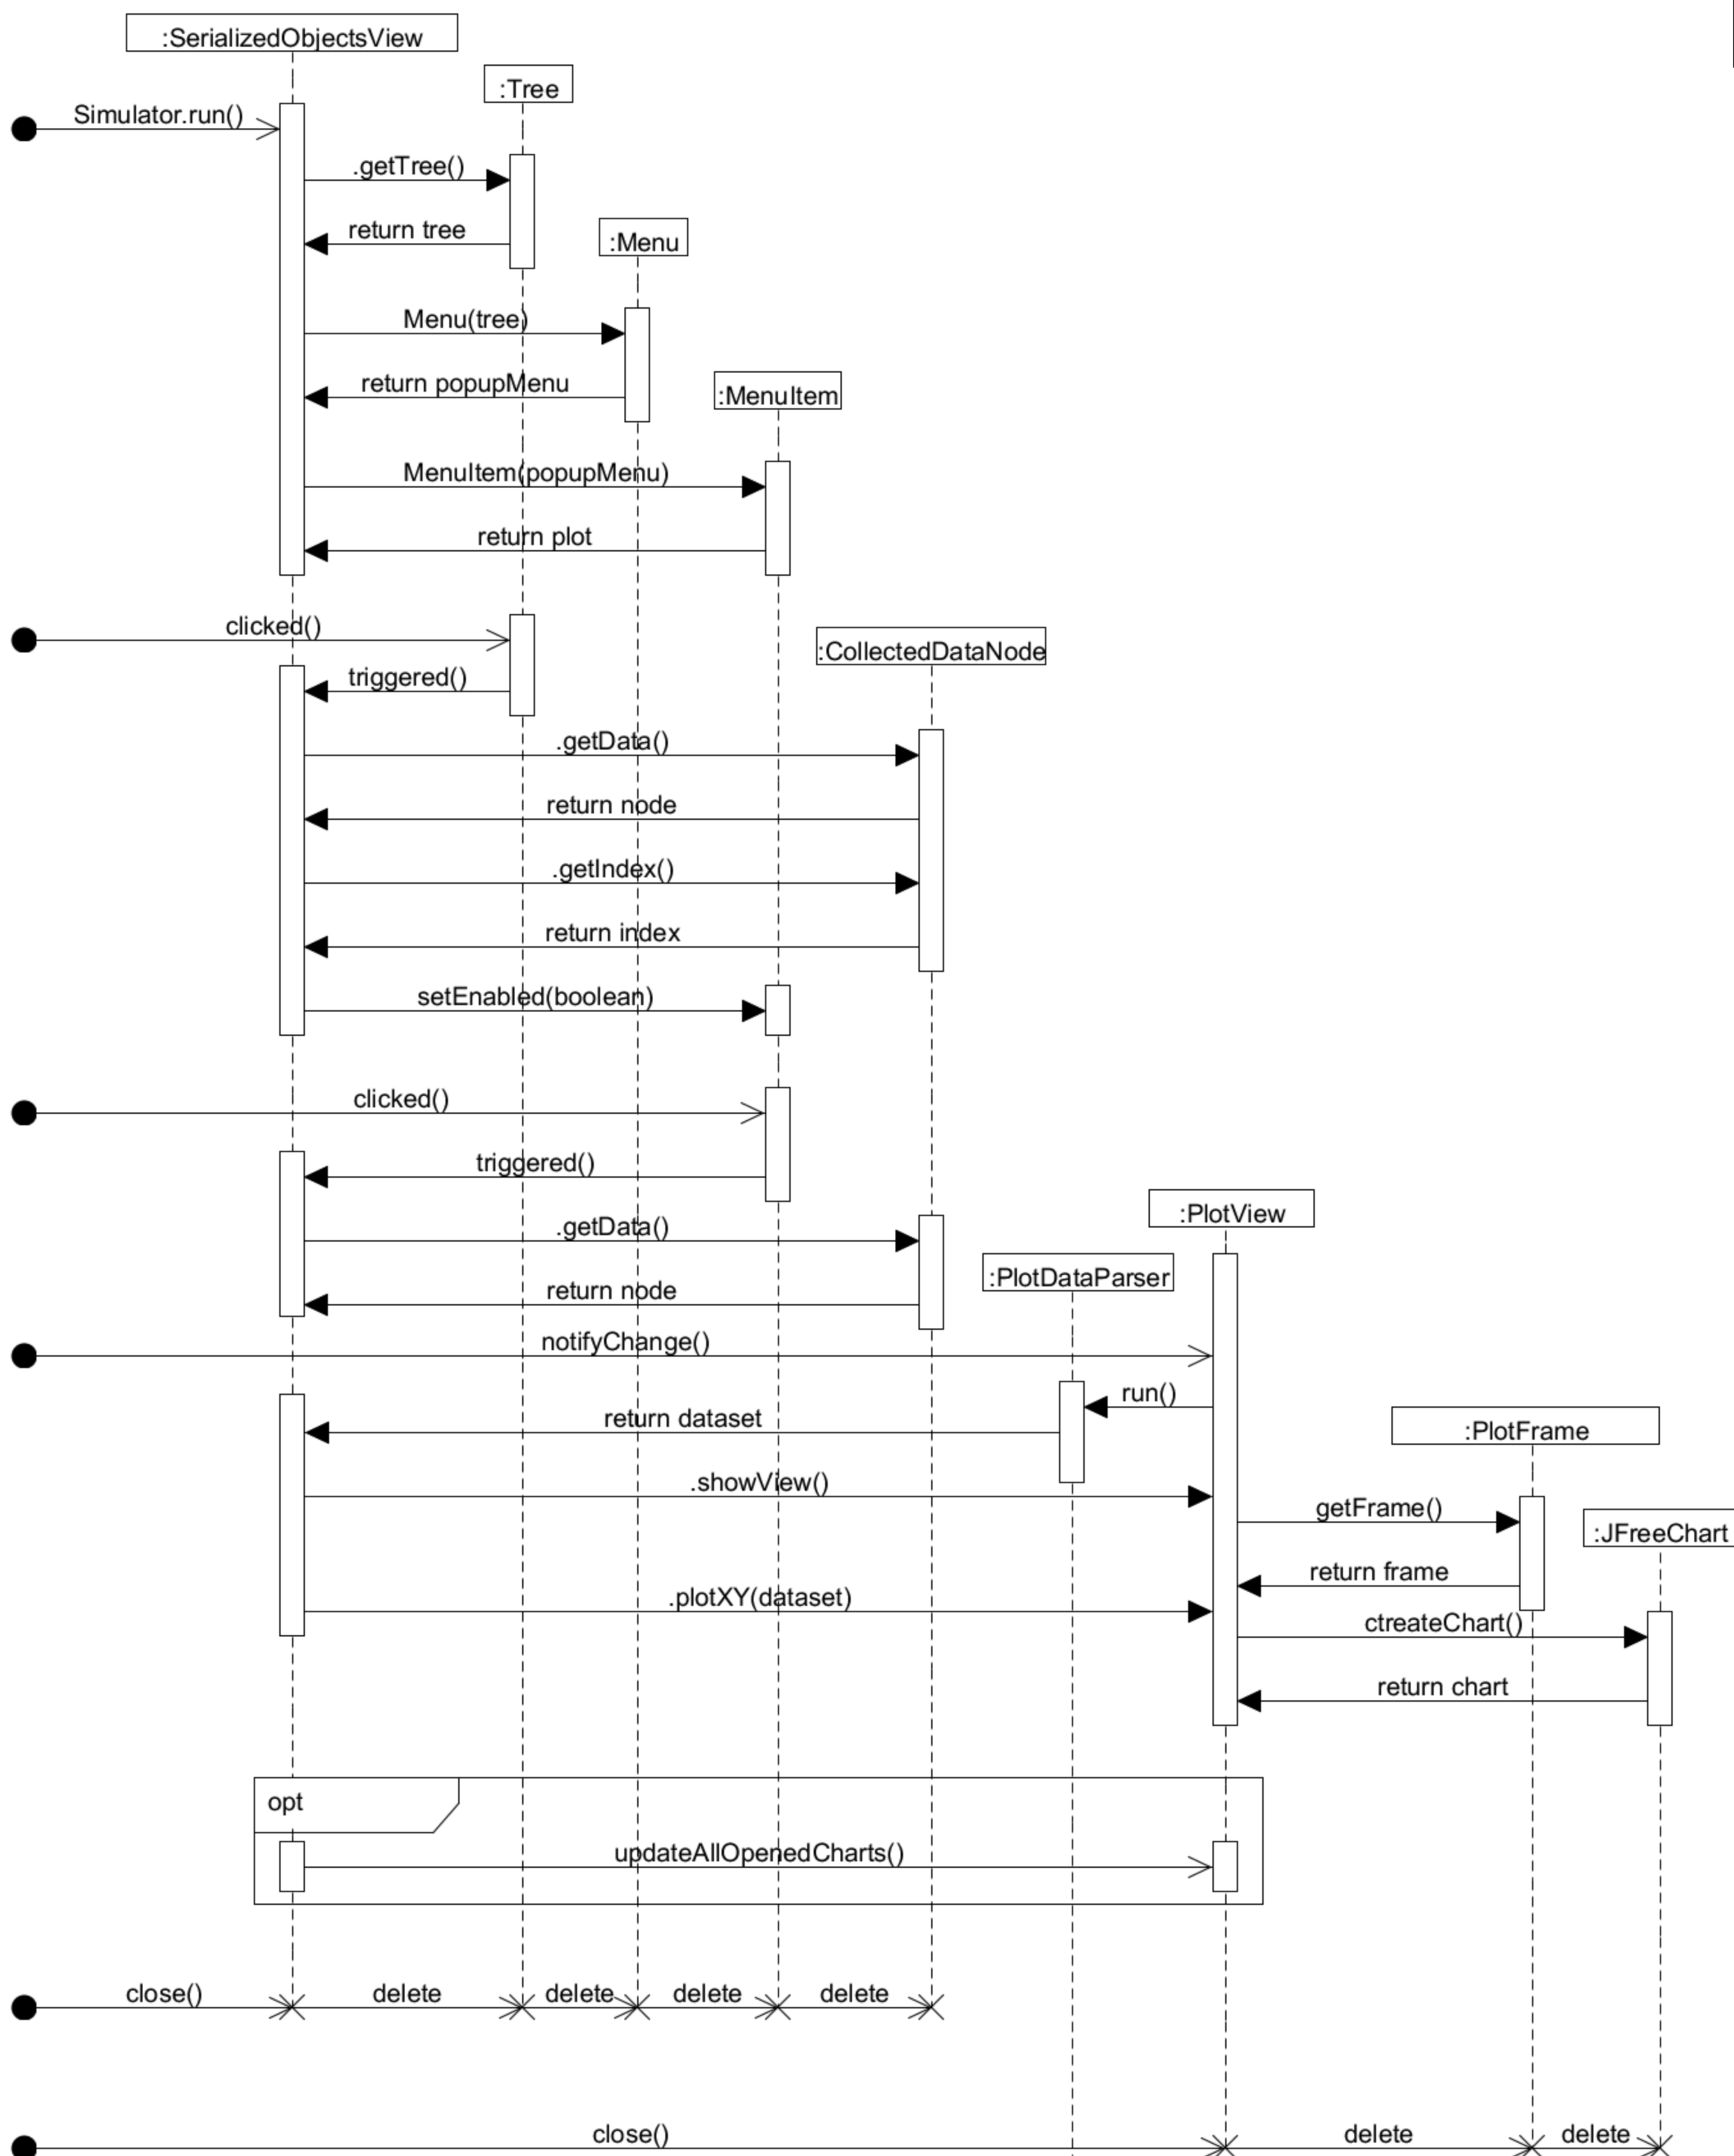 :SerializedObjectsView
:Tree
Simulator.run()
.getTree()
return tree
:Menu
Menu(tree)
return popupMenu
:MenuItem
MenuItem(popupMenu)
return plot
clicked()
:CollectedDataNode
triggered()
.getData()
return node
.getIndex()
return index
setEnabled(boolean)
clicked()
triggered()
:PlotView
.getData()
:PlotDataParser
return node
notifyChange()
run()
return dataset
:PlotFrame
.showView()
getFrame()
:JFreeChart
return frame
.plotXY(dataset)
ctreateChart()
return chart
opt
updateAllOpenedCharts()
close()
delete
delete
delete
delete
close()
delete
delete